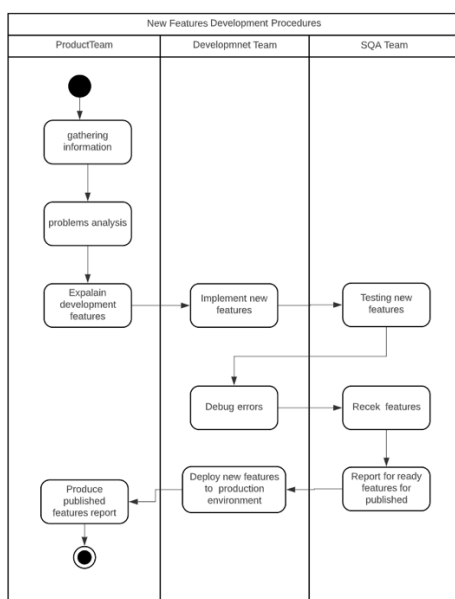 New Features Development Procedures
ProductTeam
Developmnet Team
SQA Team
gathering
information
problems analysis
Expalain
development
features
Implement new
features
Testing new
features
Debug errors
Recek features
Report for ready
features for
published
Deploy new features
to production
environment
Produce
published
features report